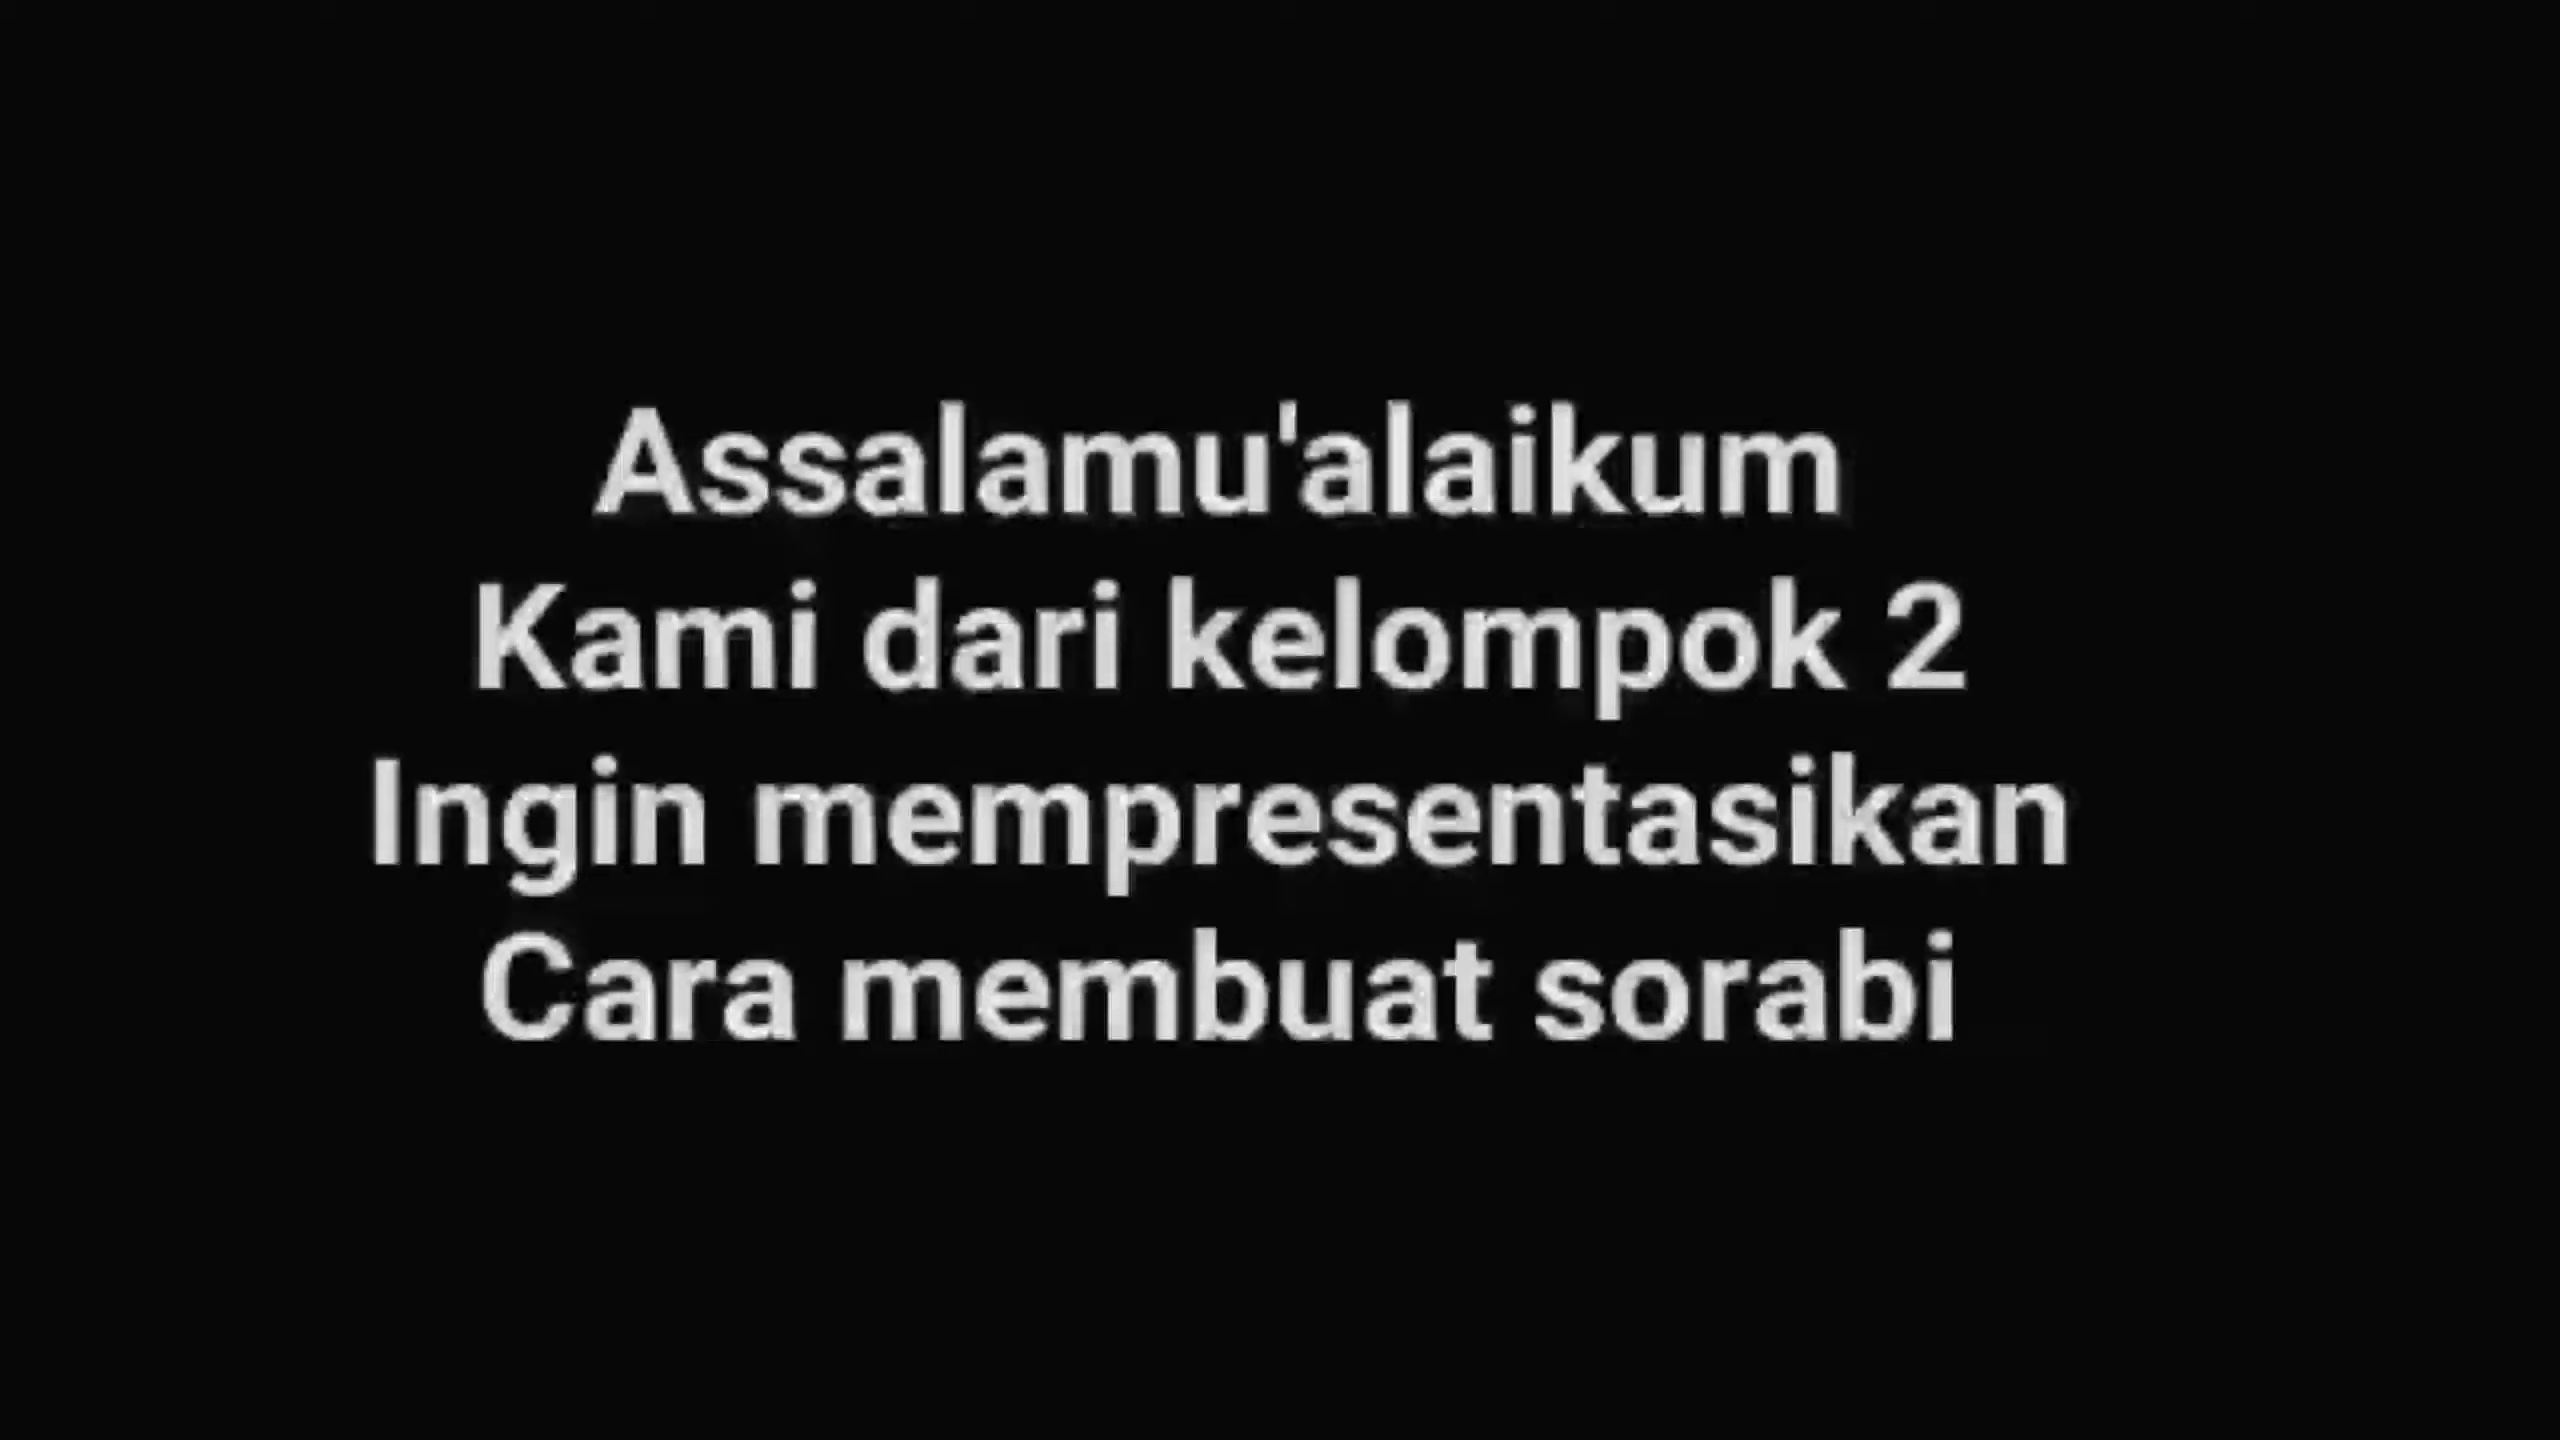 Assalamu'alaikum
Kami dari kelompok 2
Ingin mempresentasikan
Cara membuat sorabi